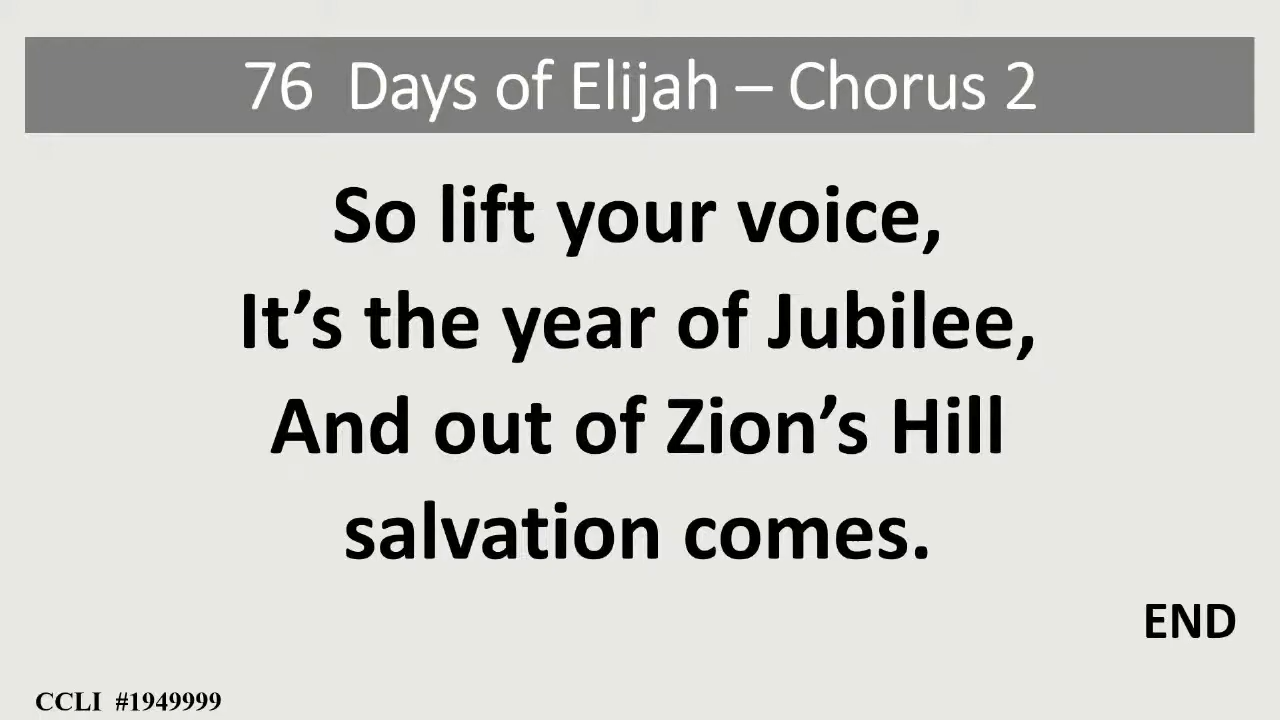 76  Days of Elijah – Chorus 2
So lift your voice,
It’s the year of Jubilee,
And out of Zion’s Hill
salvation comes.
END
CCLI  #1949999